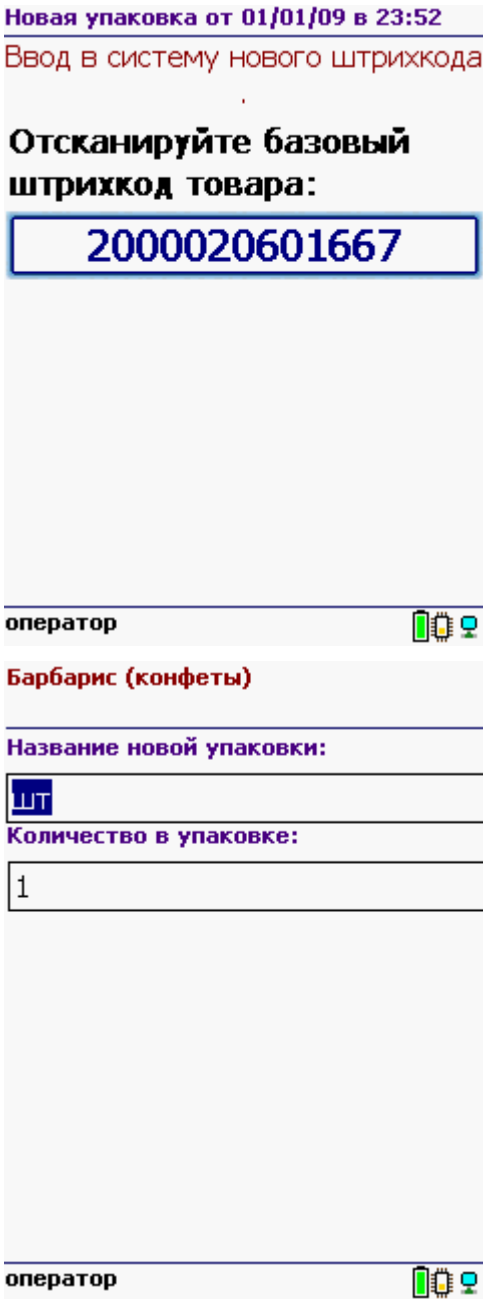 Новая упаковка от 01/01/09 в 23:52
Ввод в систему нового штрихкода
.
Отсканируйте базовый
штрихкод товара:
2000020601667
оператор
Барбарис (конфеты)
Название новой упаковки:
шт
Количество в упаковке:
1
оператор